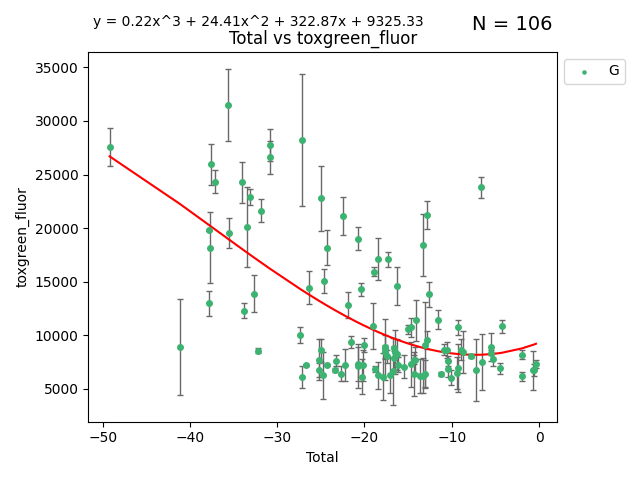 y = 0.22x^3 + 24.41x^2 + 322.87x + 9325.33
N = 106
Total vs toxgreen_fluor
G
35000
30000
25000
20000
15000
10000
5000
toxgreen_fluor
−50 −40 −30 −20 −10 0
Total